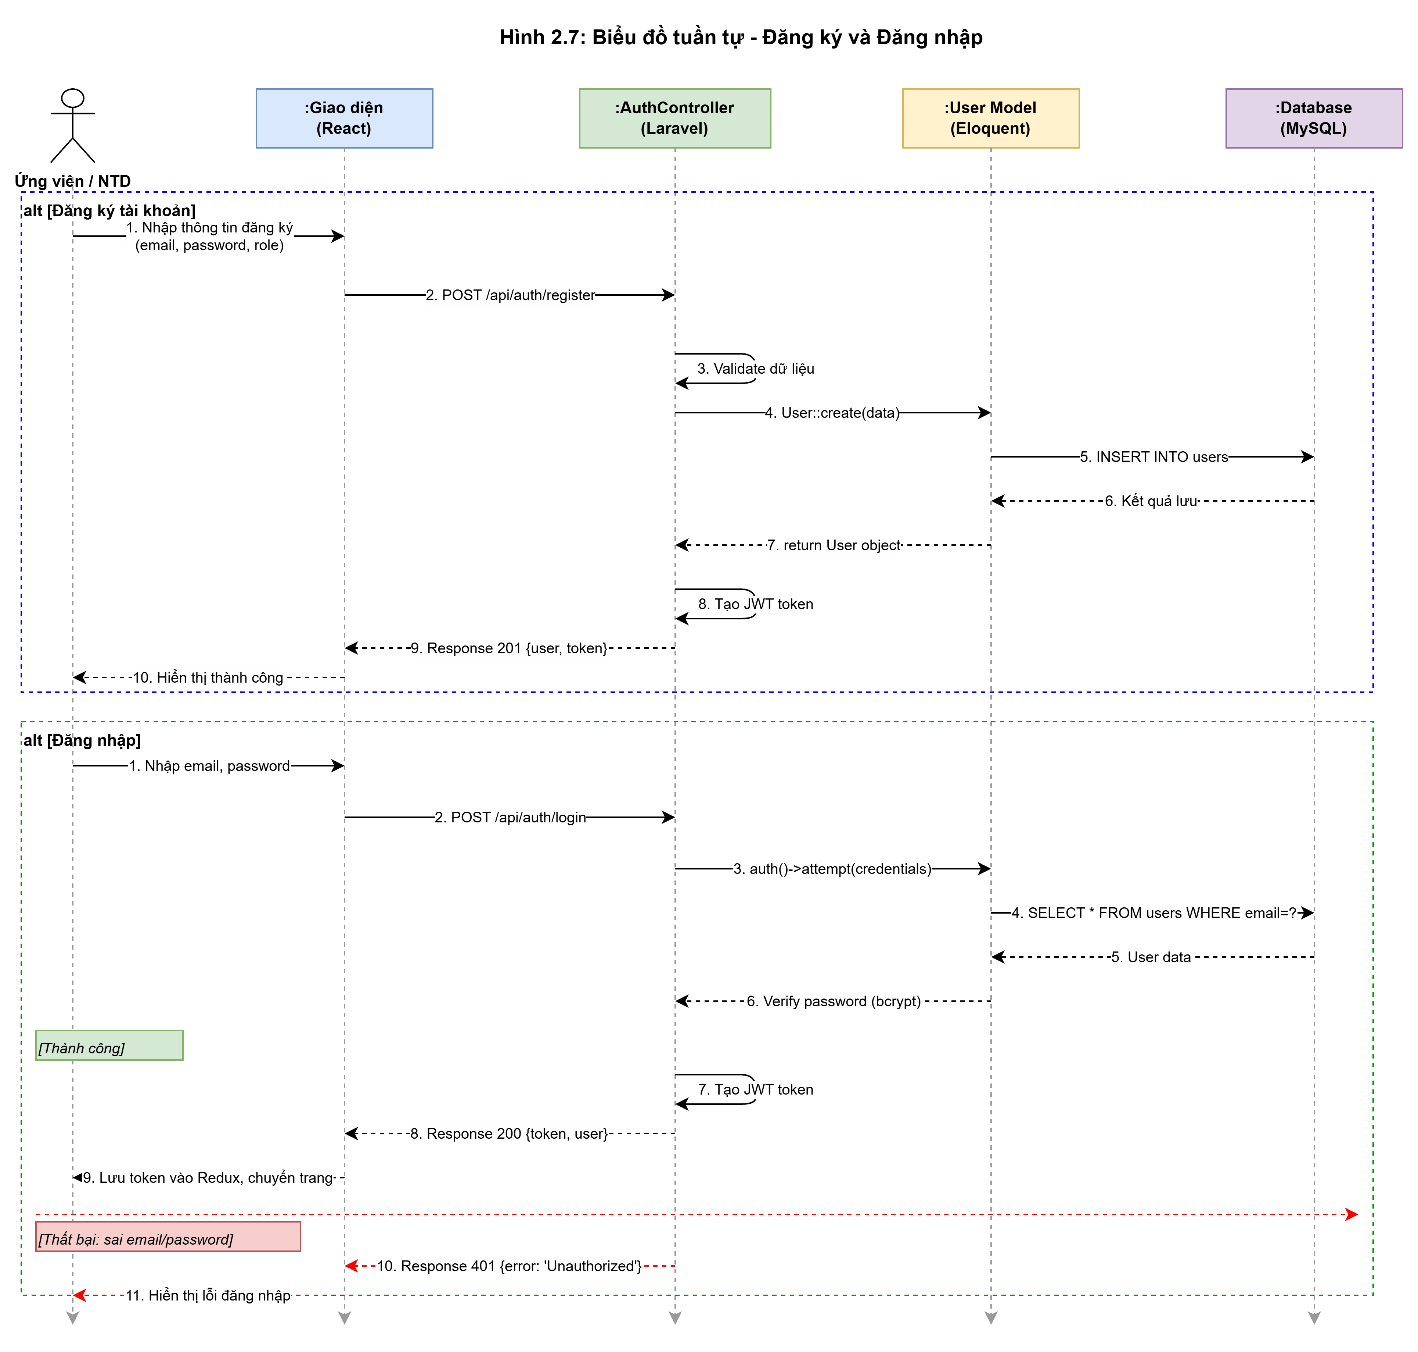 Hình 2.7: Biểu đồ tuần tự - Đăng ký và Đăng nhập
:Giao diện
(React)
:AuthController
(Laravel)
:User Model
(Eloquent)
:Database
(MySQL)
Ứng viện / NTD
alt [Đăng ký tài khoản]
1. Nhập thông tin đăng ký
(email, password, role)
2. POST /api/auth/register
3. Validate dữ liệu
4. User::create(data)
5. INSERT INTO users
6. Kết quả lưu
7. return User object
8. Tạo JWT token
9. Response 201 {user, token}
10. Hiển thị thành công
alt [Đăng nhập]
1. Nhập email, password
2. POST /api/auth/login
3. auth()->attempt(credentials)
4. SELECT * FROM users WHERE email=?
5. User data
6. Verify password (bcrypt)
[Thành công]
7. Tạo JWT token
8. Response 200 {token, user}
9. Lưu token vào Redux, chuyển trang
[Thất bại: sai email/password]
10. Response 401 {error: 'Unauthorized'}
11. Hiển thị lỗi đăng nhập